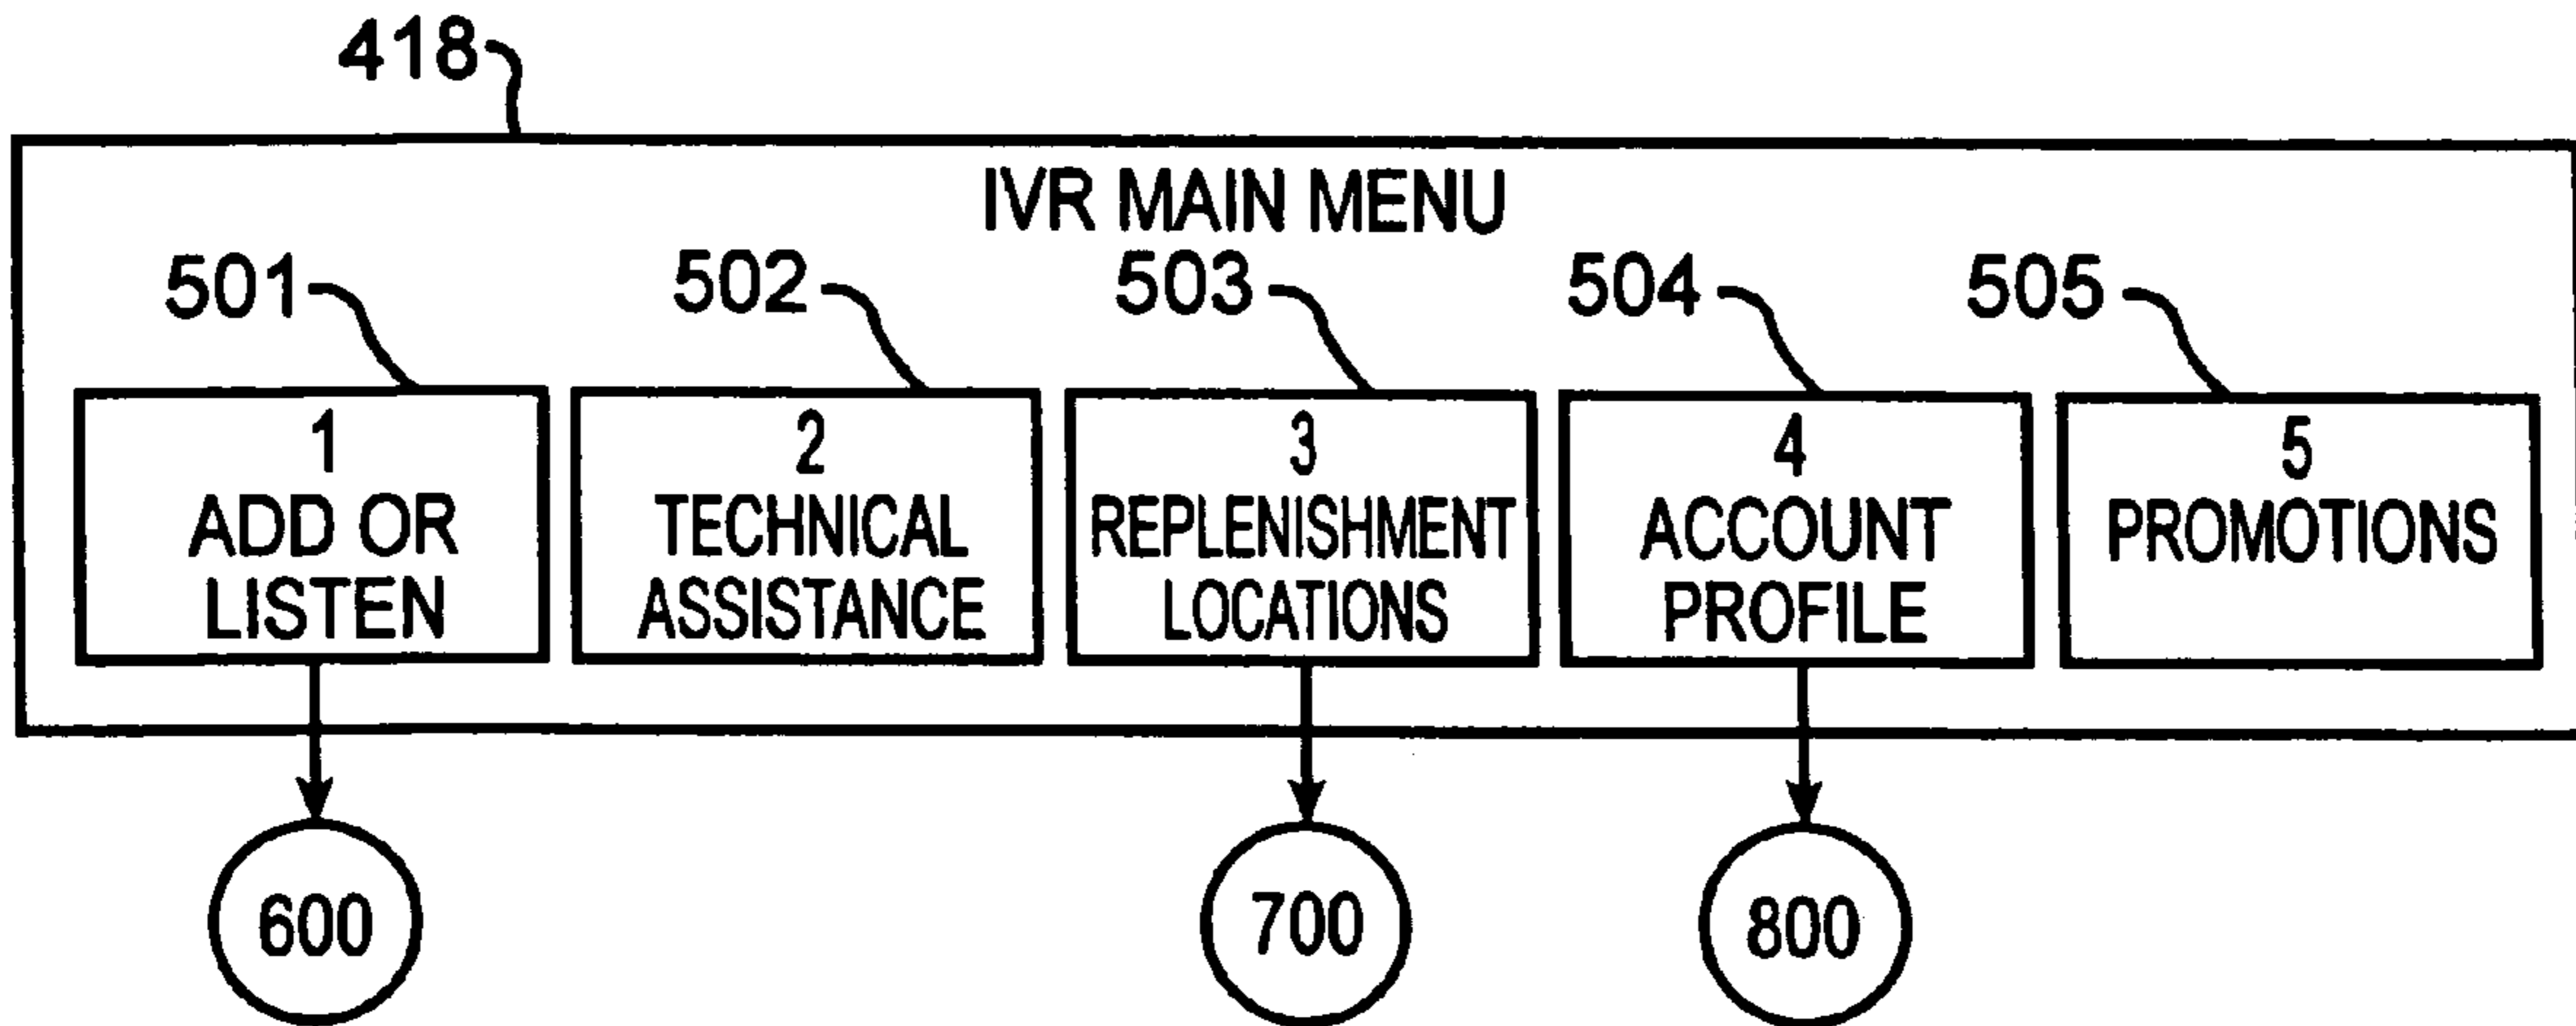 418
IVR MAIN MENU
501 502 503 504 505
1 2 3 4 5
ADD OR TECHNICAL REPLENISHMENT ACCOUNT PROMOTIONS
LISTEN ASSISTANCE LOCATIONS PROFILE
600 700 800